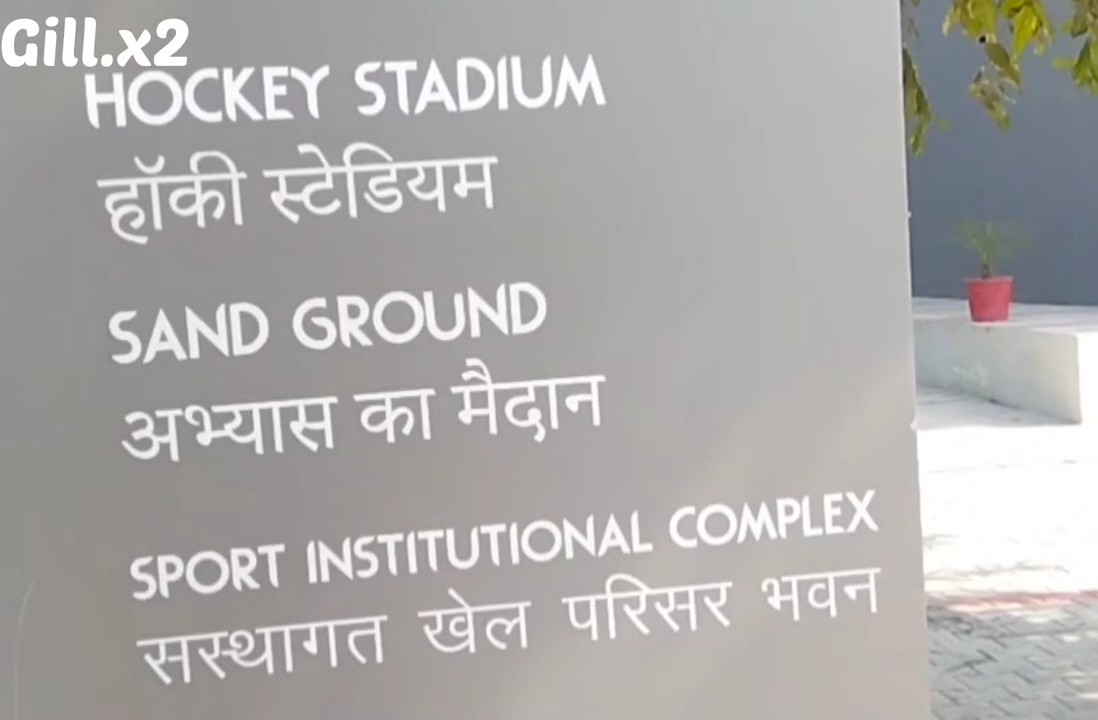 Gill.x2
HOCKEY STADIUM
हॉकी स्टेडियम
SAND GROUND
अभ्यास का मैदान
SPORT INSTITUTIONAL COMPLEX
सस्थागत खेल परिसर भवन